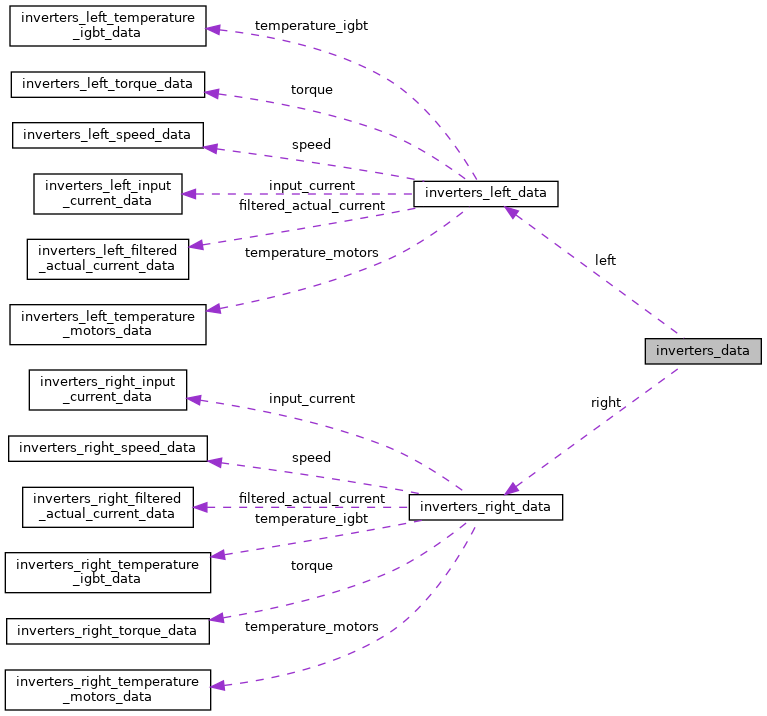 inverters_left_temperature
_igbt_data
temperature_igbt
inverters_left_torque_data
torque
inverters_left_speed_data
speed
inverters_left_input
_current_data
input_current
inverters_left_data
filtered_actual_current
inverters_left_filtered
_actual_current_data
temperature_motors
left
inverters_left_temperature
_motors_data
inverters_data
inverters_right_input
_current_data
input_current
right
inverters_right_speed_data
speed
inverters_right_filtered
_actual_current_data
filtered_actual_current
inverters_right_data
temperature_igbt
inverters_right_temperature
_igbt_data
torque
inverters_right_torque_data
temperature_motors
inverters_right_temperature
_motors_data